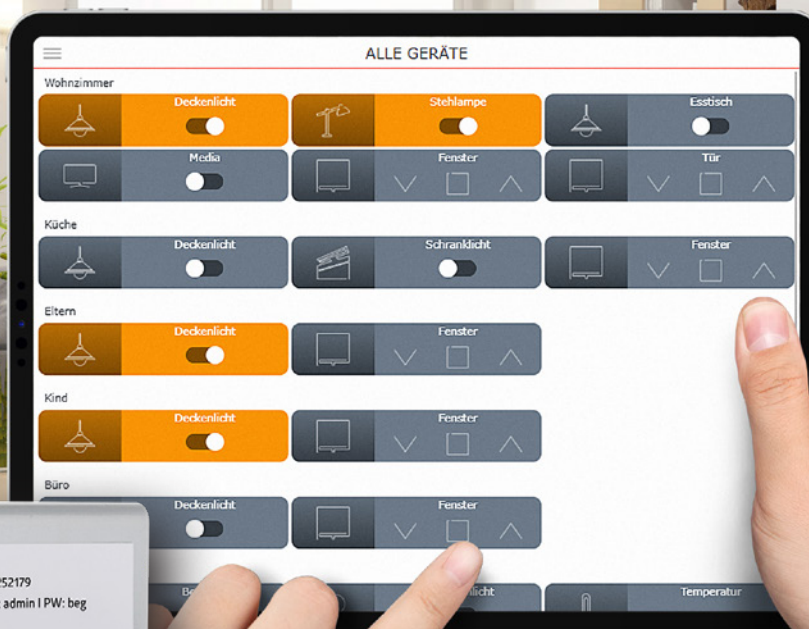 ALLE GERÄTE
Wohnzimmer
Deckenlicht Stehlampe Esstisch
Media Fenster Tür
Küche
Deckenlicht Schranklicht Fenster
Eltern
Deckenlicht Fenster
Kind
Deckenlicht Fenster
Büro
Deckenlicht Fenster
Temperatur
252179
admin I PW: beg